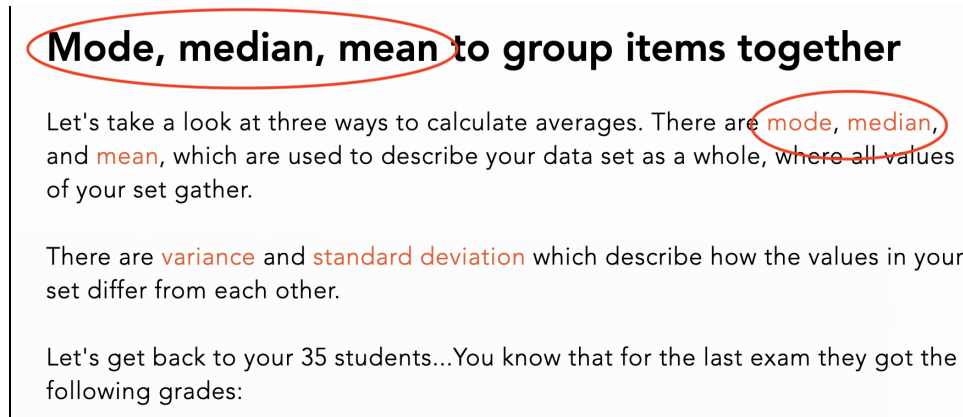 Mode, median, mean to group items together
Let's take a look at three ways to calculate averages. There are mode, median,
and mean, which are used to describe your data set as a whole, where all values
of your set gather.
There are variance and standard deviation which describe how the values in your
set differ from each other.
Let's get back to your 35 students...You know that for the last exam they got the
following grades: